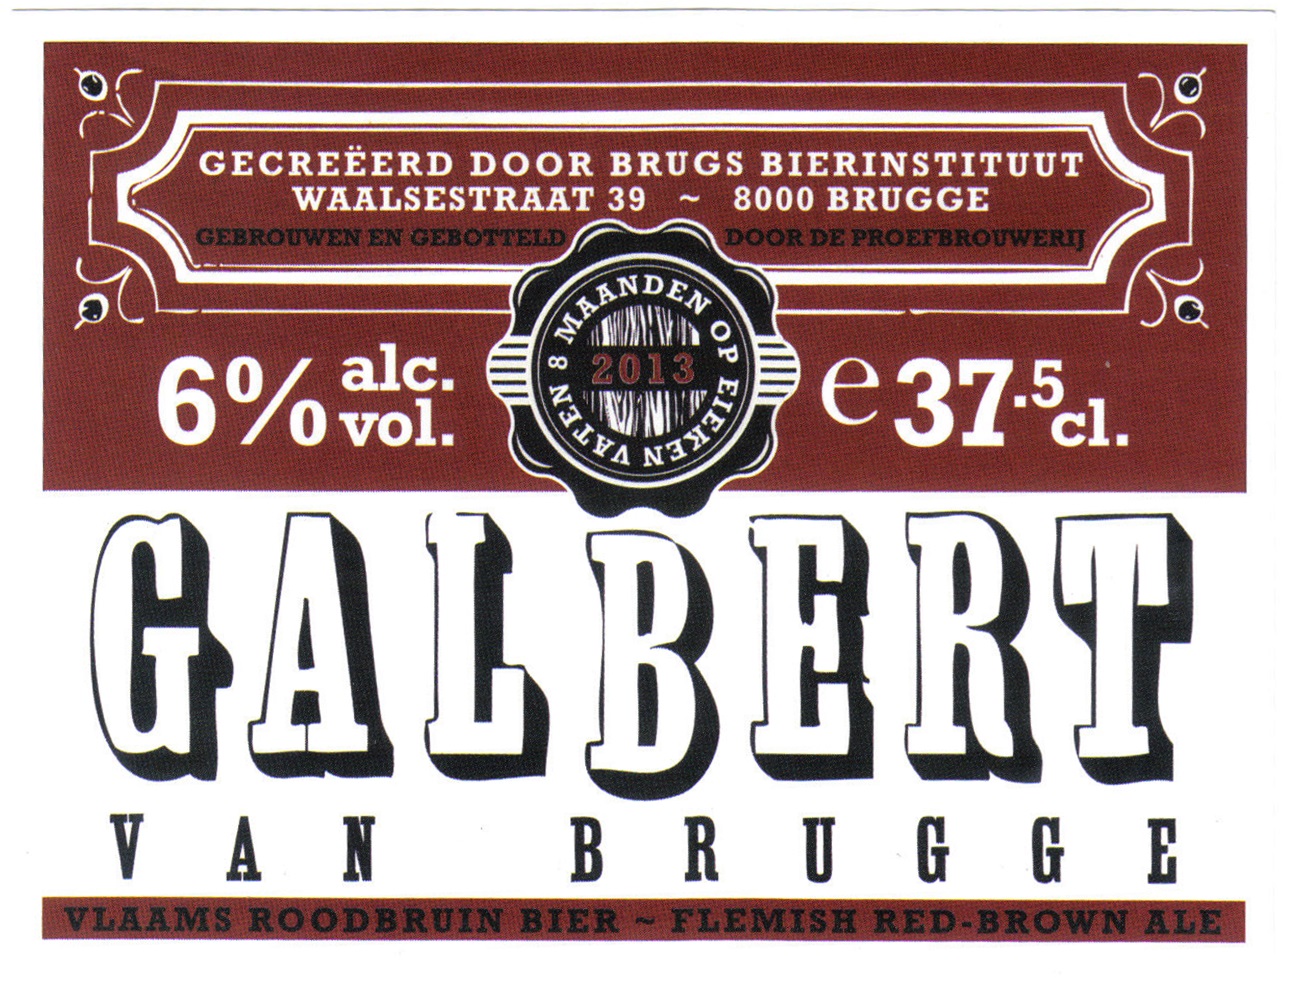 GECREËERD DOOR BRUGS BIERINSTITUUT
WAALSESTRAAT 39 ~ 8000 BRUGGE
GEBROUWEN EN GEBOTTELD DOOR DE PROEFBROUWERIJ
8 MAANDEN OP EIEKEN VATEN
2013
6% alc. vol.
e 37.5 cl.
GALBERT
VAN BRUGGE
VLAAMS ROODBRUIN BIER ~ FLEMISH RED-BROWN ALE